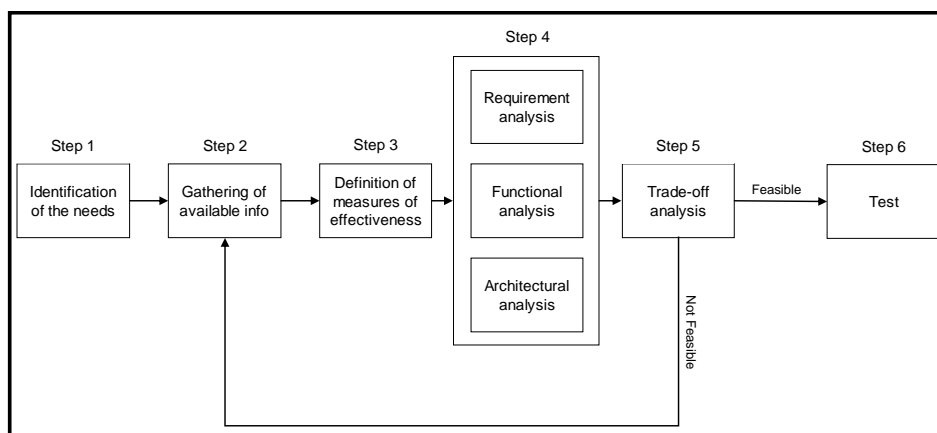 Step 1
Identification
of the needs
Step 2
Gathering of
available info
Step 3
Definition of
measures of
effectiveness
Step 4
Requirement
analysis
Functional
analysis
Architectural
analysis
Step 5
Trade-off
analysis
Feasible
Not Feasible
Step 6
Test